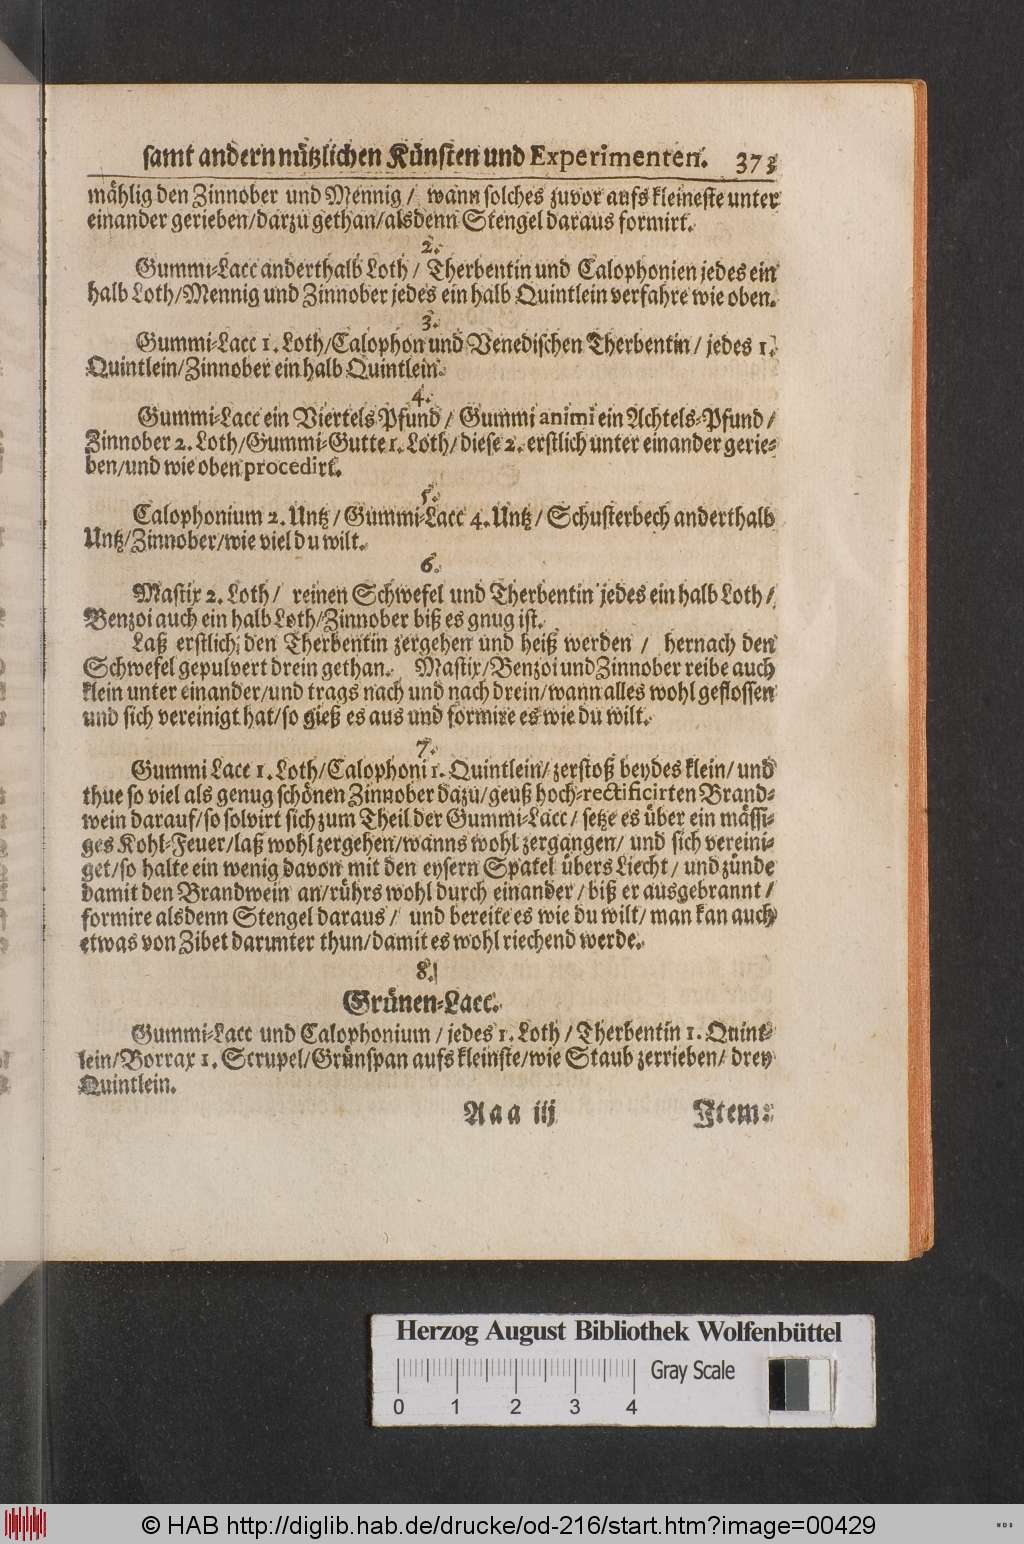 samt andern nützlichen Künsten und Experimenten. 373
mählig den Zinnober und Mennig / wann solches zuvor aufs kleineste unter
einander gerieben/darzu gethan/alsdenn Stengel daraus formirt.
2.
Gummi-Lacc anderthalb Loth / Therbentin und Calophonien jedes ein
halb Loth/Mennig und Zinnober jedes ein halb Quintlein verfahre wie oben.
3.
Gummi-Lacc 1. Loth/Calophon und Venedischen Therbentin / jedes 1.
Quintlein/Zinnober ein halb Quintlein.
4.
Gummi-Lacc ein Viertels Pfund / Gummi animi ein Achtels-Pfund /
Zinnober 2. Loth/Gummi-Gutte 1. Loth/ diese 2. erstlich unter einander gerie-
ben/und wie oben procedirt.
5.
Calophonium 2. Untz / Gummi-Lacc 4. Untz / Schusterbech anderthalb
Untz/Zinnober/wie viel du wilt.
6.
Mastix 2. Loth / reinen Schwefel und Therbentin jedes ein halb Loth /
Benzoi auch ein halb Loth/Zinnober biß es gnug ist.
Laß erstlich den Therbentin zergehen und heiß werden / hernach den
Schwefel gepulvert drein gethan. Mastix/Benzoi und Zinnober reibe auch
klein unter einander/und trags nach und nach drein/wann alles wohl geflossen
und sich vereinigt hat/so gieß es aus und formire es wie du wilt.
7.
Gummi Lacc 1. Loth/Calophoni 1. Quintlein/ zerstoß beydes klein/ und
thue so viel als genug schönen Zinnober dazu/geuß hoch-rectificirten Brand-
wein darauf/so solvirt sich zum Theil der Gummi-Lacc / setze es über ein mässi-
ges Kohl-Feuer/laß wohl zergehen/wanns wohl zergangen/ und sich vereini-
get/so halte ein wenig davon mit den eysern Spatel übers Liecht / und zünde
damit den Brandwein an/rührs wohl durch einander / biß er ausgebrannt /
formire alsdenn Stengel daraus / und bereite es wie du wilt/ man kan auch
etwas von Zibet darunter thun/damit es wohl riechend werde.
8.
Grünen-Lacc.
Gummi-Lacc und Calophonium / jedes 1. Loth / Therbentin 1. Quint-
lein/Borrax 1. Scrupel/Grünspan aufs kleinste/wie Staub zerrieben/ drey
Quintlein.
Aaa iij Item:
Herzog August Bibliothek Wolfenbüttel
Gray Scale
0 1 2 3 4
© HAB http://diglib.hab.de/drucke/od-216/start.htm?image=00429